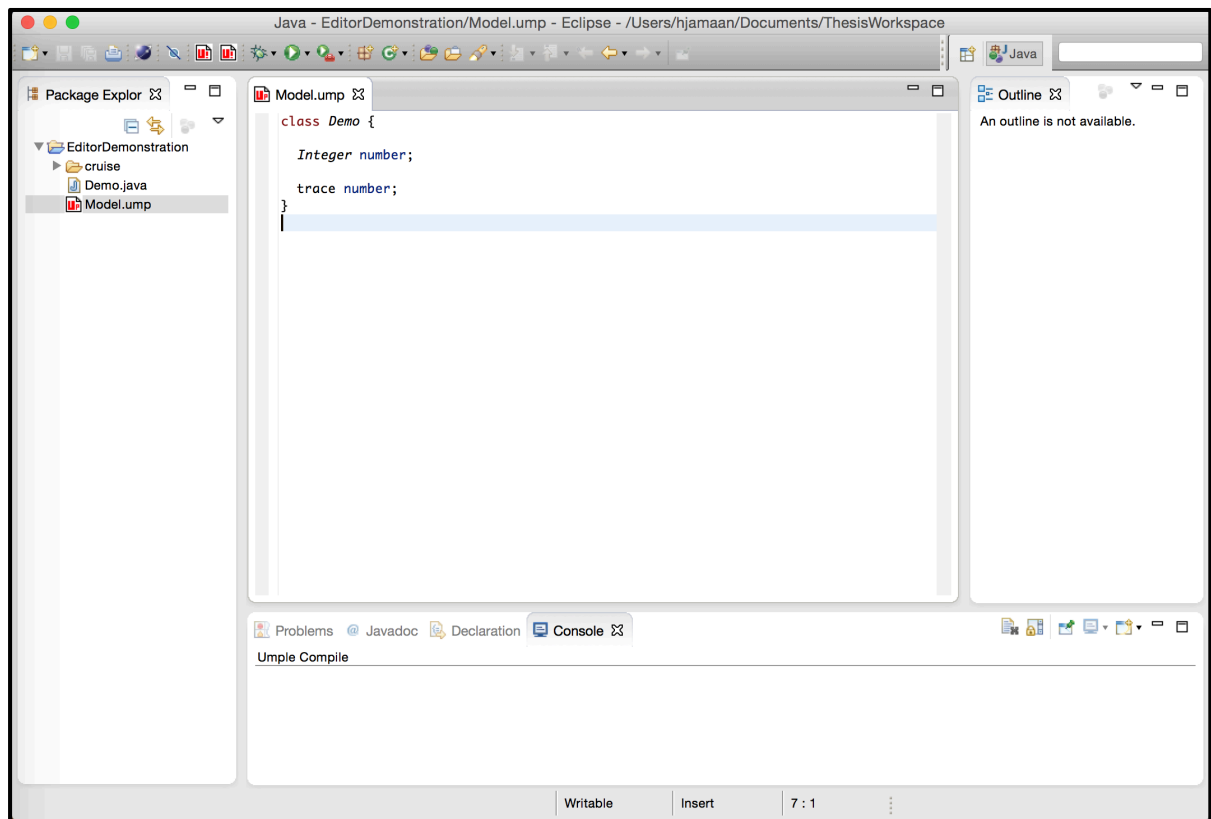 Java - EditorDemonstration/Model.ump - Eclipse - /Users/hjamaan/Documents/ThesisWorkspace
Java
Package Explor
EditorDemonstration
cruise
Demo.java
Model.ump
Model.ump
class Demo {
Integer number;
trace number;
}
Outline
An outline is not available.
Problems @ Javadoc Declaration Console
Umple Compile
Writable Insert 7 : 1